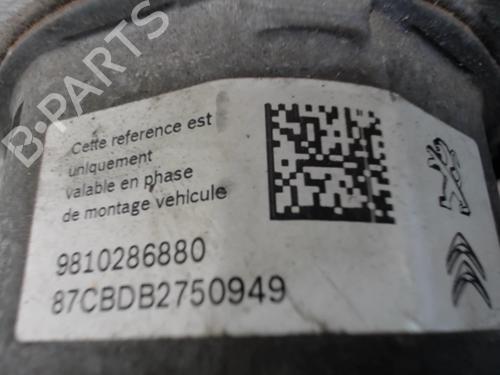 B-PARTS
Cette reference est
uniquement
valable en phase
de montage vehicule
9810286880
87CBDB2750949